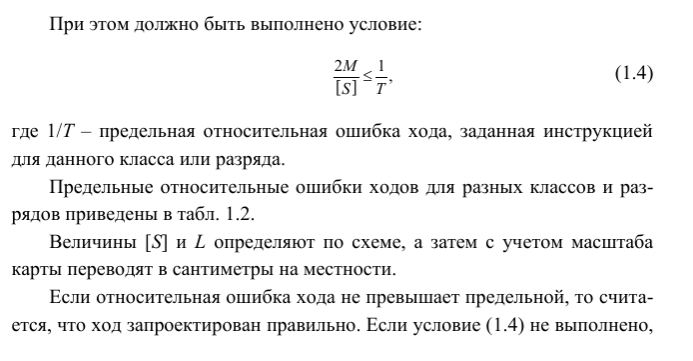 При этом должно быть выполнено условие:
2M/[S] ≤ 1/T, (1.4)
где 1/T – предельная относительная ошибка хода, заданная инструкцией
для данного класса или разряда.
Предельные относительные ошибки ходов для разных классов и раз-
рядов приведены в табл. 1.2.
Величины [S] и L определяют по схеме, а затем с учетом масштаба
карты переводят в сантиметры на местности.
Если относительная ошибка хода не превышает предельной, то счита-
ется, что ход запроектирован правильно. Если условие (1.4) не выполнено,